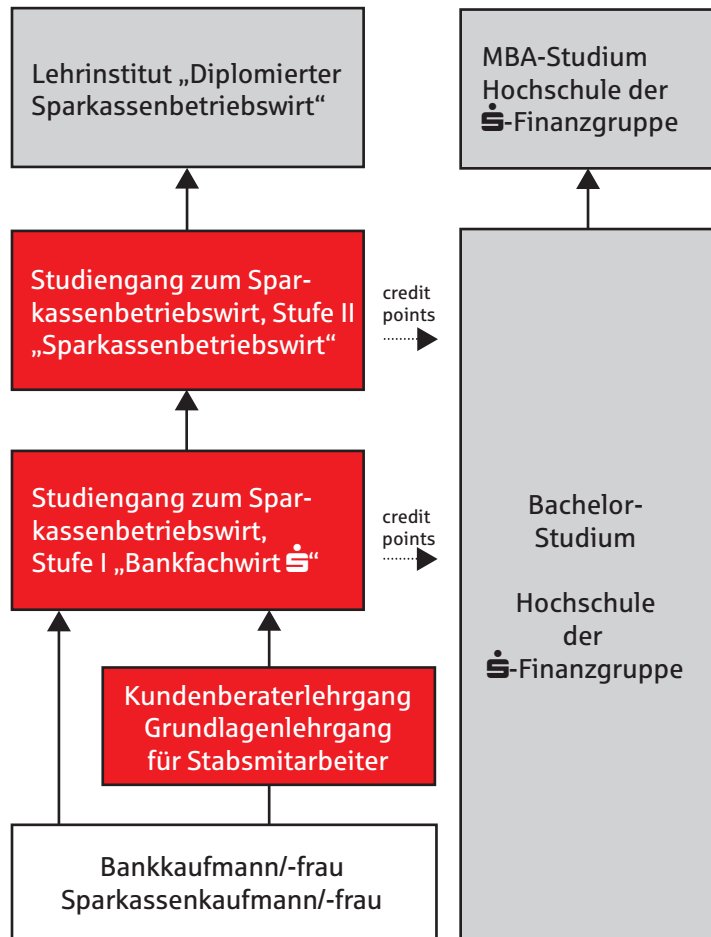 Lehrinstitut „Diplomierter
Sparkassenbetriebswirt“
MBA-Studium
Hochschule der
S-Finanzgruppe
Studiengang zum Spar-
kassenbetriebswirt, Stufe II
„Sparkassenbetriebswirt“
credit
points
Studiengang zum Spar-
kassenbetriebswirt,
Stufe I „Bankfachwirt S“
credit
points
Bachelor-
Studium
Hochschule
der
S-Finanzgruppe
Kundenberaterlehrgang
Grundlagenlehrgang
für Stabsmitarbeiter
Bankkaufmann/-frau
Sparkassenkaufmann/-frau